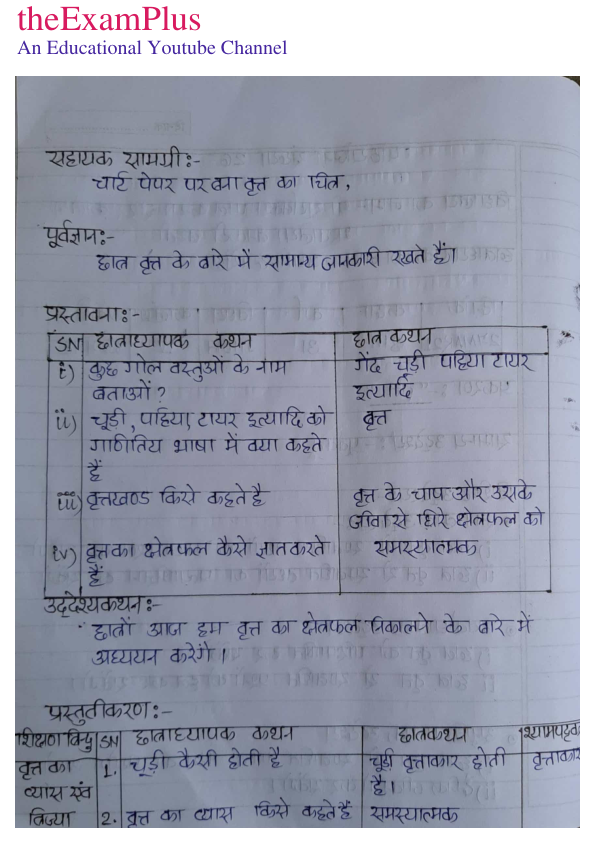 theExamPlus
An Educational Youtube Channel
सहायक सामग्री:-
चार्ट पेपर पर बना वृत्त का चित्र,
पूर्वज्ञान:-
छात्र वृत्त के बारे में सामान्य जानकारी रखते हैं।
प्रस्तावना:-
SN छात्राध्यापक कथन छात्र कथन
i) कुछ गोल वस्तुओं के नाम गेंद चूड़ी पहिया टायर
बताओं? इत्यादि
ii) चूड़ी, पहिया, टायर इत्यादि को वृत्त
गाणितिय भाषा में क्या कहते
हैं
iii) वृत्तखण्ड किसे कहते है वृत्त के चाप और उसके
जीवा से घिरे क्षेत्रफल को
iv) वृत्त का क्षेत्रफल कैसे ज्ञात करते समस्यात्मक
हैं
उद्देश्यकथन:-
छात्रों आज हम वृत्त का क्षेत्रफल निकालने के बारे में
अध्ययन करेंगे।
प्रस्तुतीकरण:-
शिक्षण बिन्दु SN छात्राध्यापक कथन छात्रकथन श्यामपट्टक
वृत्त का 1. चूड़ी कैसी होती है चूड़ी वृत्ताकार होती वृत्ताकार
व्यास एवं है।
त्रिज्या 2. वृत्त का व्यास किसे कहते हैं समस्यात्मक